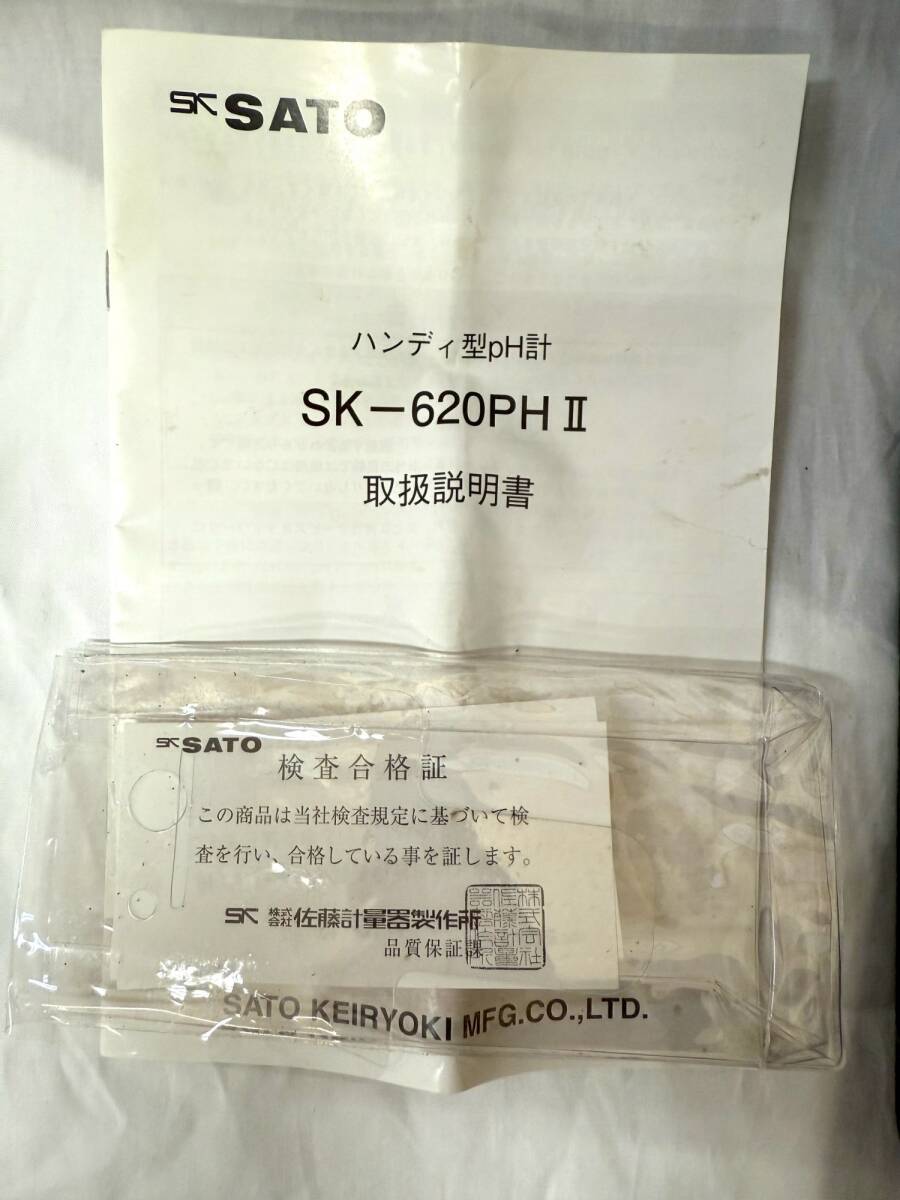 SK SATO
ハンディ型pH計
SK-620PH Ⅱ
取扱説明書
SK SATO
検査合格証
この商品は当社検査規定に基づいて検
査を行い、合格している事を証します。
SK 株式会社 佐藤計量器製作所
品質保証課
SATO KEIRYOKI MFG.CO.,LTD.